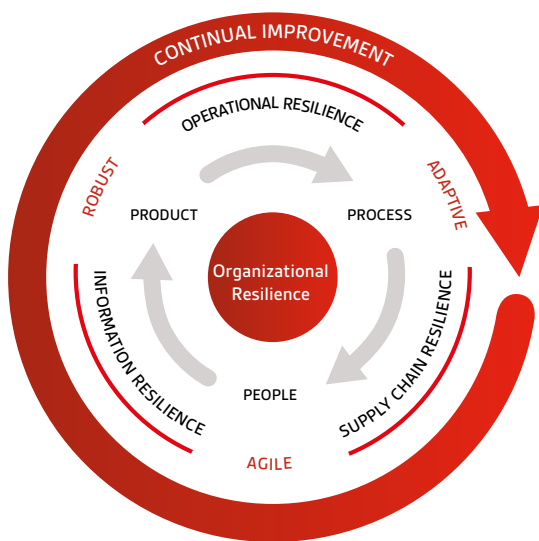 CONTINUAL IMPROVEMENT
OPERATIONAL RESILIENCE
ROBUST
ADAPTIVE
PRODUCT
PROCESS
Organizational
Resilience
INFORMATION RESILIENCE
SUPPLY CHAIN RESILIENCE
PEOPLE
AGILE